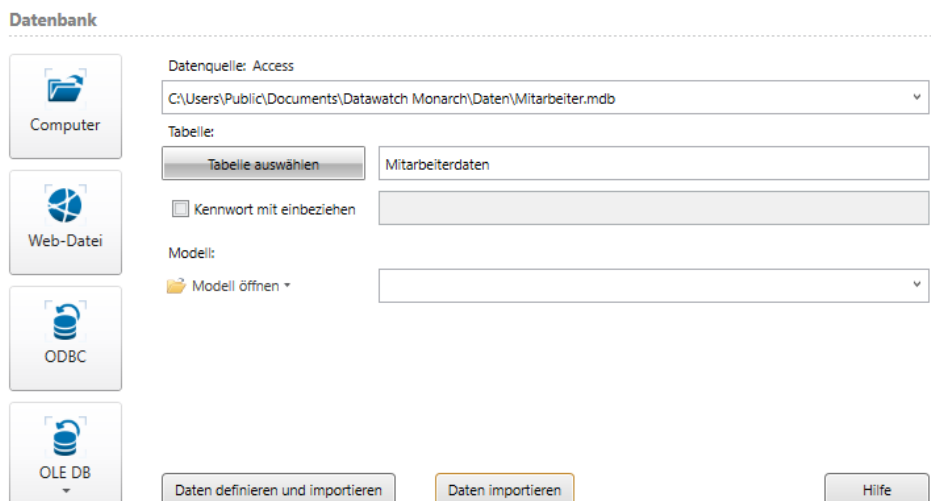 Datenbank
Computer
Web-Datei
ODBC
OLE DB
Datenquelle: Access
C:\Users\Public\Documents\Datawatch Monarch\Daten\Mitarbeiter.mdb
Tabelle:
Tabelle auswählen
Mitarbeiterdaten
Kennwort mit einbeziehen
Modell:
Modell öffnen
Daten definieren und importieren
Daten importieren
Hilfe